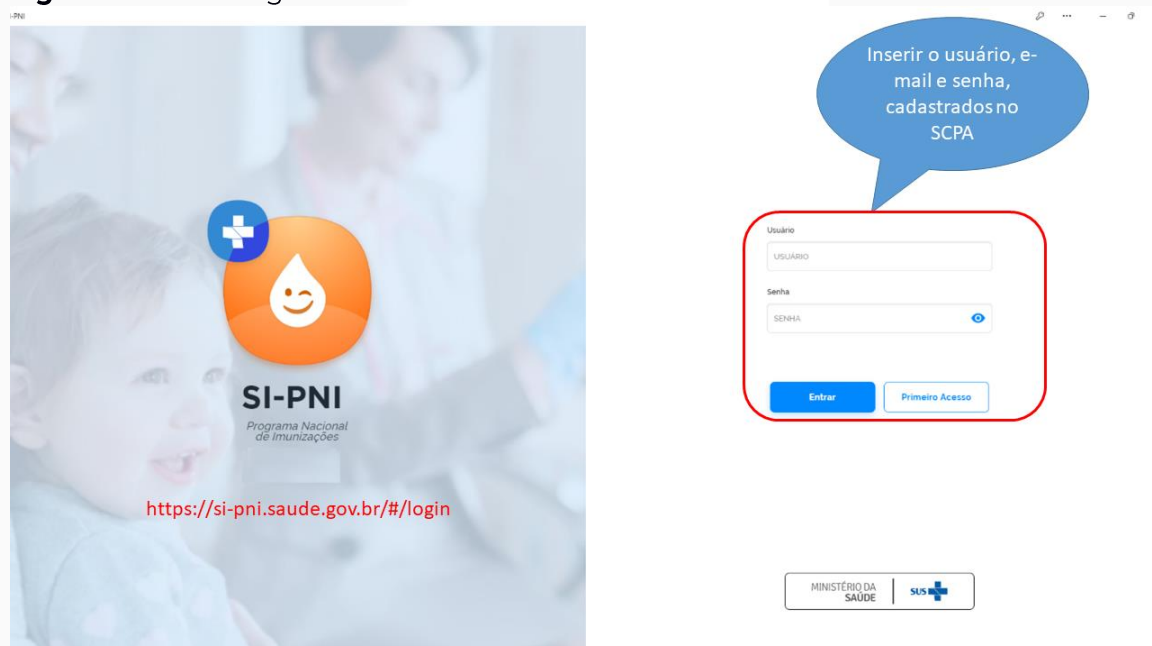 SI-PNI
Inserir o usuário, e-
mail e senha,
cadastrados no
SCPA
Usuário
USUÁRIO
Senha
SENHA
Entrar
Primeiro Acesso
SI-PNI
Programa Nacional
de Imunizações
https://si-pni.saude.gov.br/#/login
MINISTÉRIO DA
SAÚDE
SUS